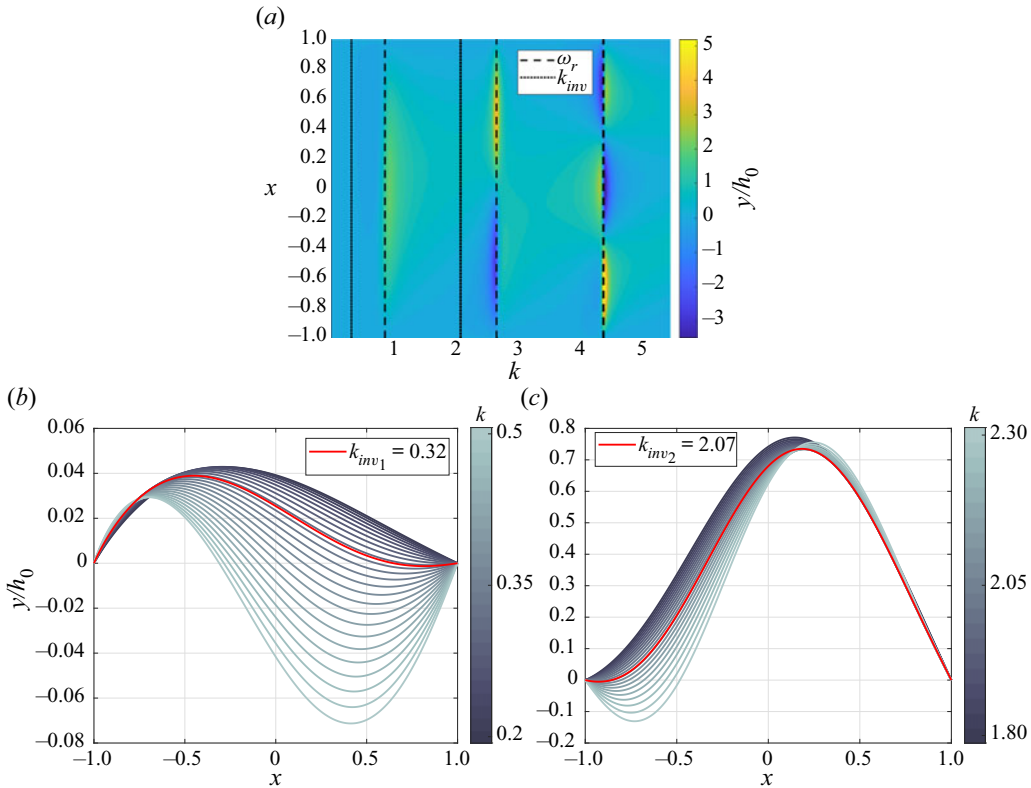 (a)
1.0
0.8
0.6
0.4
0.2
0
–0.2
–0.4
–0.6
–0.8
–1.0
x
ω_r
k_inv
1 2 3 4 5
k
5
4
3
2
1
0
–1
–2
–3
y/h_0
(b)
0.06
0.04
0.02
0
–0.02
–0.04
–0.06
–0.08
y/h_0
k_inv_1 = 0.32
–1.0 –0.5 0 0.5 1.0
x
k
0.5
0.35
0.2
(c)
0.8
0.7
0.6
0.5
0.4
0.3
0.2
0.1
0
–0.1
–0.2
k_inv_2 = 2.07
–1.0 –0.5 0 0.5 1.0
x
k
2.30
2.05
1.80